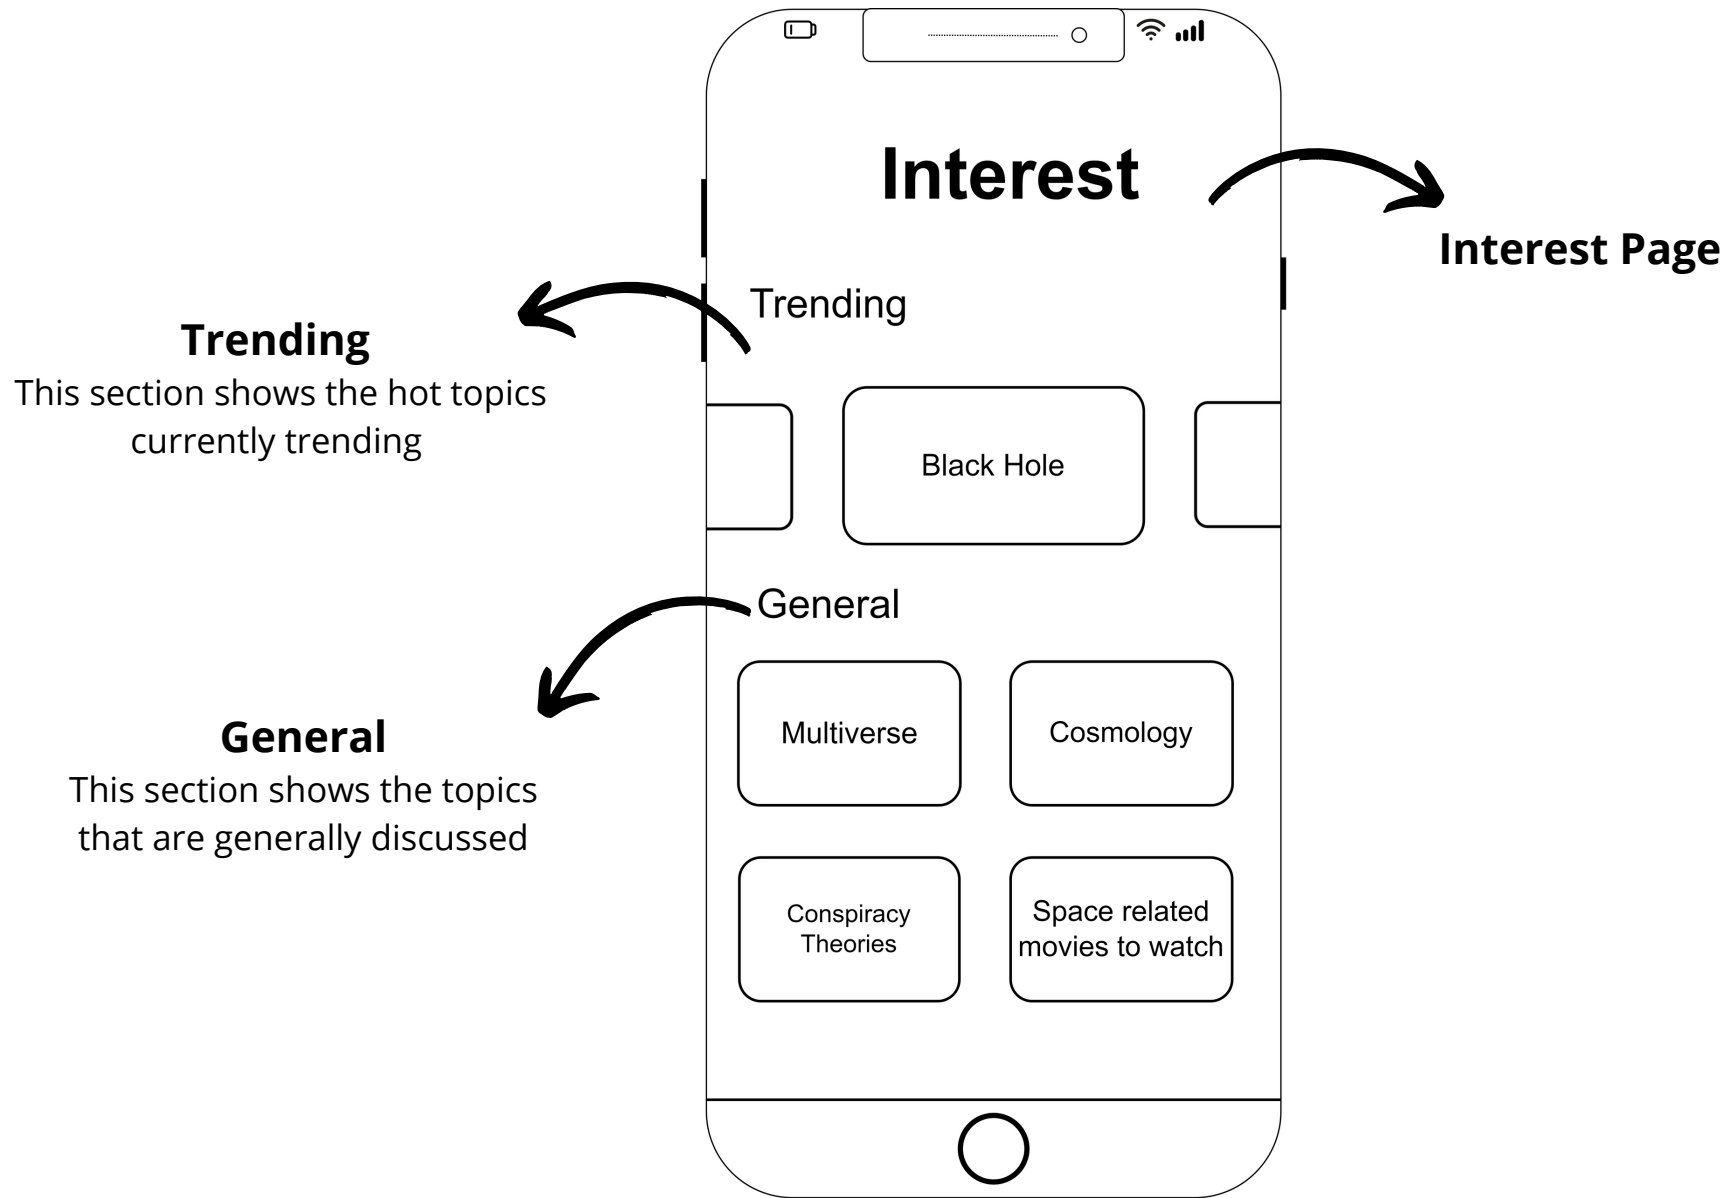 Interest
Interest Page
Trending
Trending
This section shows the hot topics
currently trending
Black Hole
General
General
This section shows the topics
that are generally discussed
Multiverse
Cosmology
Conspiracy
Theories
Space related
movies to watch